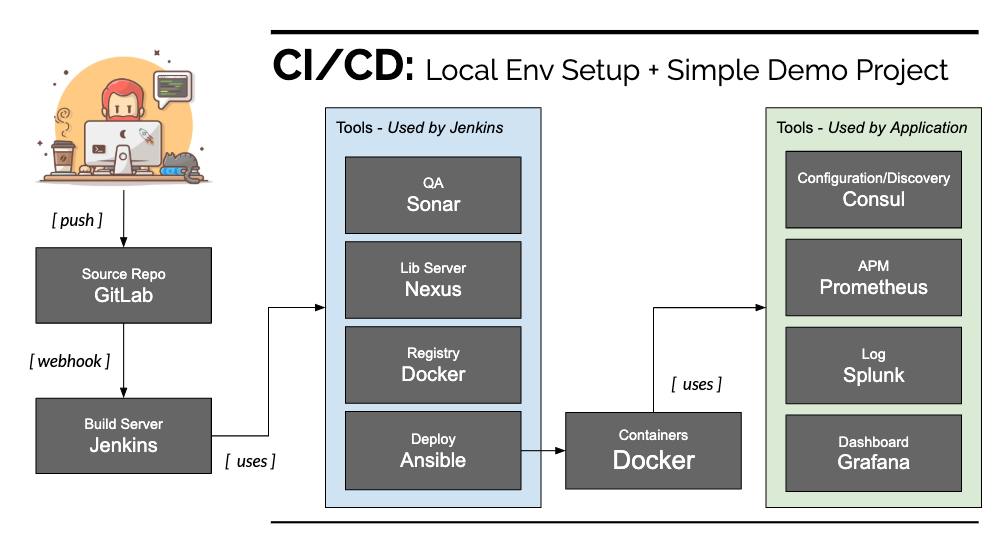 CI/CD: Local Env Setup + Simple Demo Project
[ push ]
Source Repo
GitLab
[ webhook ]
Build Server
Jenkins
[ uses ]
Tools - Used by Jenkins
QA
Sonar
Lib Server
Nexus
Registry
Docker
Deploy
Ansible
Containers
Docker
[ uses ]
Tools - Used by Application
Configuration/Discovery
Consul
APM
Prometheus
Log
Splunk
Dashboard
Grafana